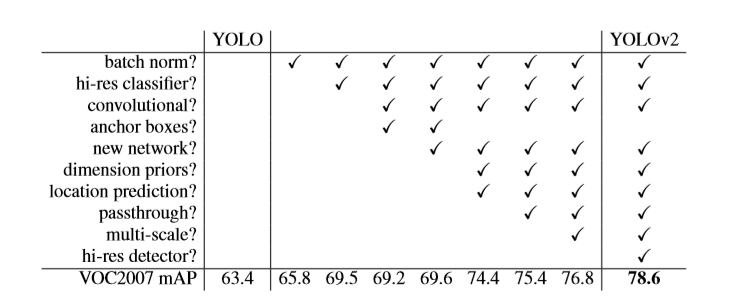 YOLO YOLOv2
batch norm? ✓ ✓ ✓ ✓ ✓ ✓ ✓ ✓
hi-res classifier? ✓ ✓ ✓ ✓ ✓ ✓ ✓
convolutional? ✓ ✓ ✓ ✓ ✓ ✓
anchor boxes? ✓ ✓
new network? ✓ ✓ ✓ ✓ ✓
dimension priors? ✓ ✓ ✓ ✓
location prediction? ✓ ✓ ✓ ✓
passthrough? ✓ ✓ ✓
multi-scale? ✓ ✓
hi-res detector? ✓
VOC2007 mAP 63.4 65.8 69.5 69.2 69.6 74.4 75.4 76.8 78.6